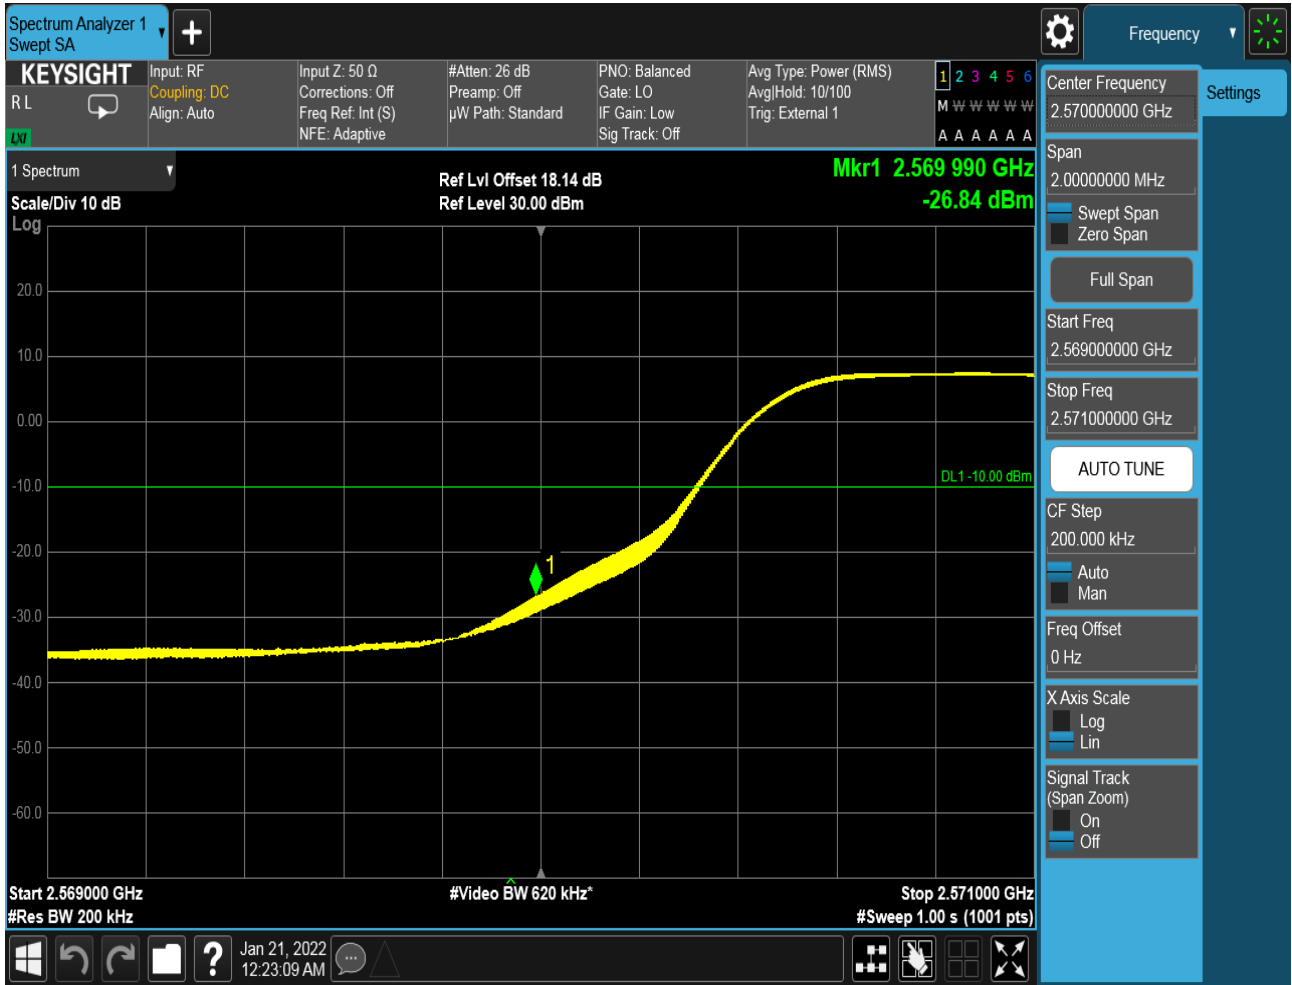 Spectrum Analyzer 1
Swept SA
Frequency
KEYSIGHT
R L
LXI
Input: RF
Coupling: DC
Align: Auto
Input Z: 50 Ω
Corrections: Off
Freq Ref: Int (S)
NFE: Adaptive
#Atten: 26 dB
Preamp: Off
µW Path: Standard
PNO: Balanced
Gate: LO
IF Gain: Low
Sig Track: Off
Avg Type: Power (RMS)
Avg|Hold: 10/100
Trig: External 1
1 2 3 4 5 6
M W W W W W
A A A A A A
1 Spectrum
Scale/Div 10 dB
Log
Ref Lvl Offset 18.14 dB
Ref Level 30.00 dBm
Mkr1 2.569 990 GHz
-26.84 dBm
20.0
10.0
0.00
-10.0
-20.0
-30.0
-40.0
-50.0
-60.0
DL1 -10.00 dBm
1
Start 2.569000 GHz
#Res BW 200 kHz
#Video BW 620 kHz*
Stop 2.571000 GHz
#Sweep 1.00 s (1001 pts)
Center Frequency
2.570000000 GHz
Span
2.00000000 MHz
Swept Span
Zero Span
Full Span
Start Freq
2.569000000 GHz
Stop Freq
2.571000000 GHz
AUTO TUNE
CF Step
200.000 kHz
Auto
Man
Freq Offset
0 Hz
X Axis Scale
Log
Lin
Signal Track
(Span Zoom)
On
Off
Settings
Jan 21, 2022
12:23:09 AM